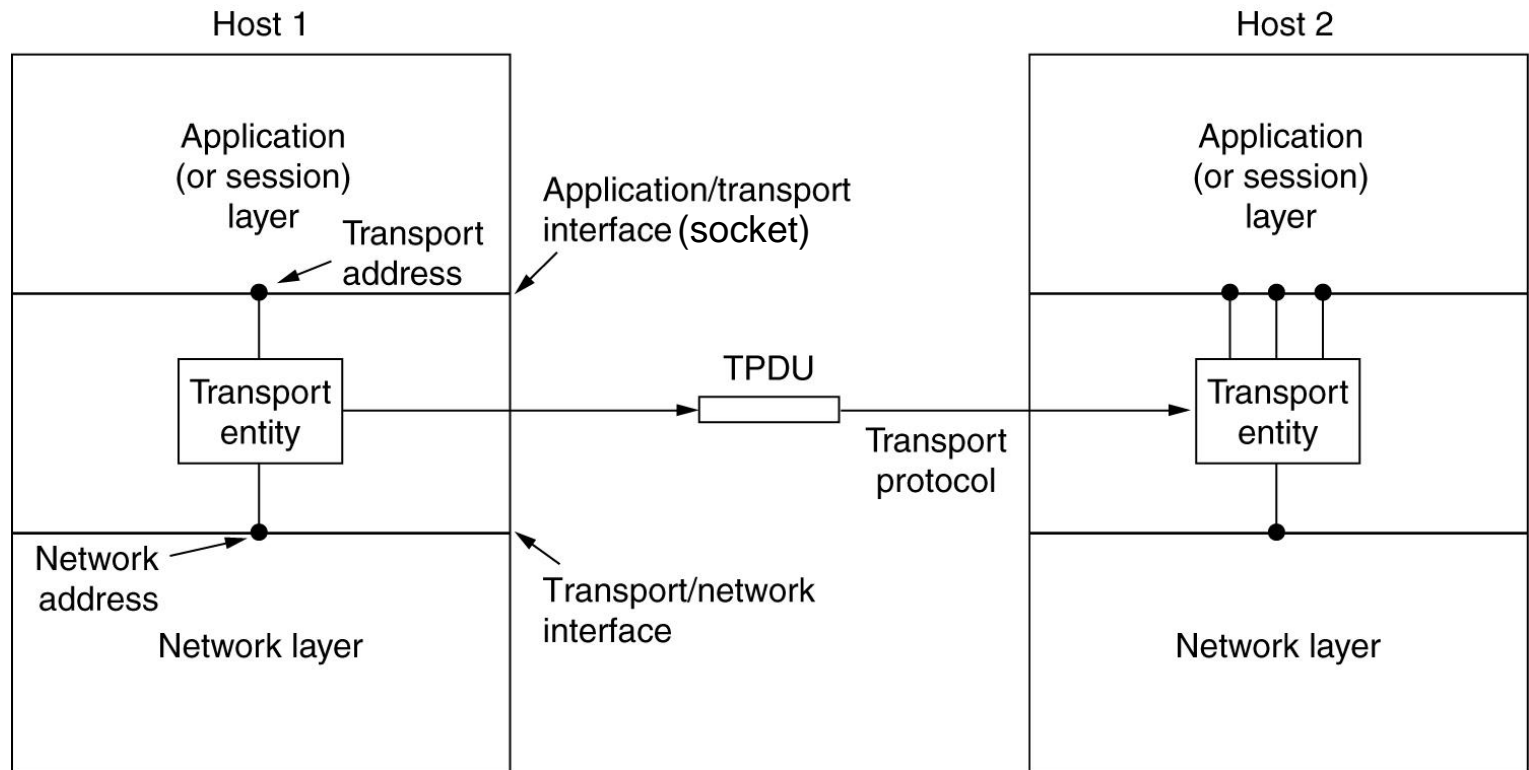 Host 1
Host 2
Application
(or session)
layer
Transport
address
Application/transport
interface (socket)
Application
(or session)
layer
Transport
entity
TPDU
Transport
protocol
Transport
entity
Network
address
Network layer
Transport/network
interface
Network layer